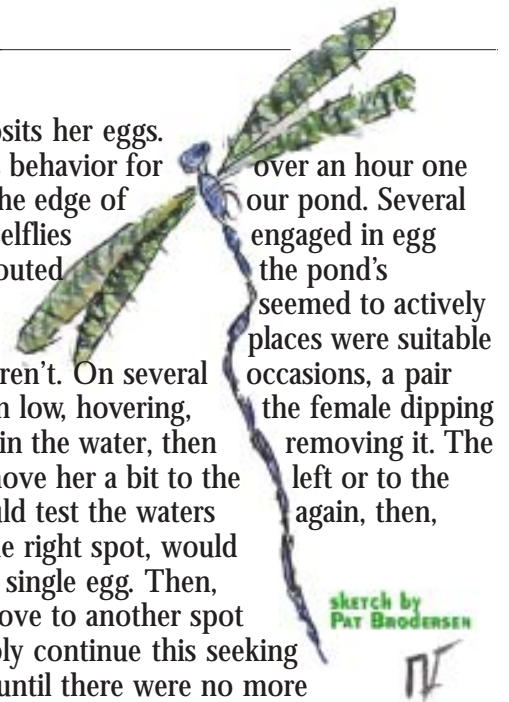 osits her eggs.
behavior for over an hour one
he edge of our pond. Several
elflies engaged in egg
outed the pond's
seemed to actively
places were suitable
ren't. On several occasions, a pair
n low, hovering, the female dipping
in the water, then removing it. The
ove her a bit to the left or to the
ld test the waters again, then,
e right spot, would
single egg. Then,
ove to another spot
bly continue this seeking
until there were no more
sketch by
Pat Brodersen